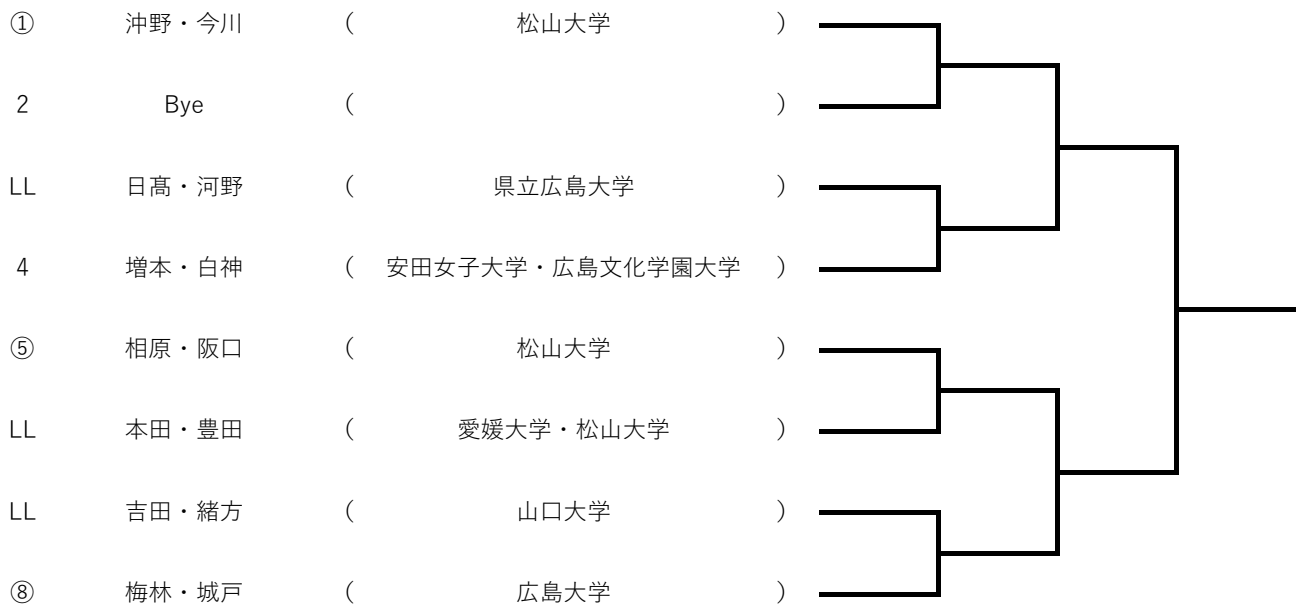 ① 沖野・今川 ( 松山大学 )
2 Bye ( )
LL 日髙・河野 ( 県立広島大学 )
4 増本・白神 ( 安田女子大学・広島文化学園大学 )
⑤ 相原・阪口 ( 松山大学 )
LL 本田・豊田 ( 愛媛大学・松山大学 )
LL 吉田・緒方 ( 山口大学 )
⑧ 梅林・城戸 ( 広島大学 )